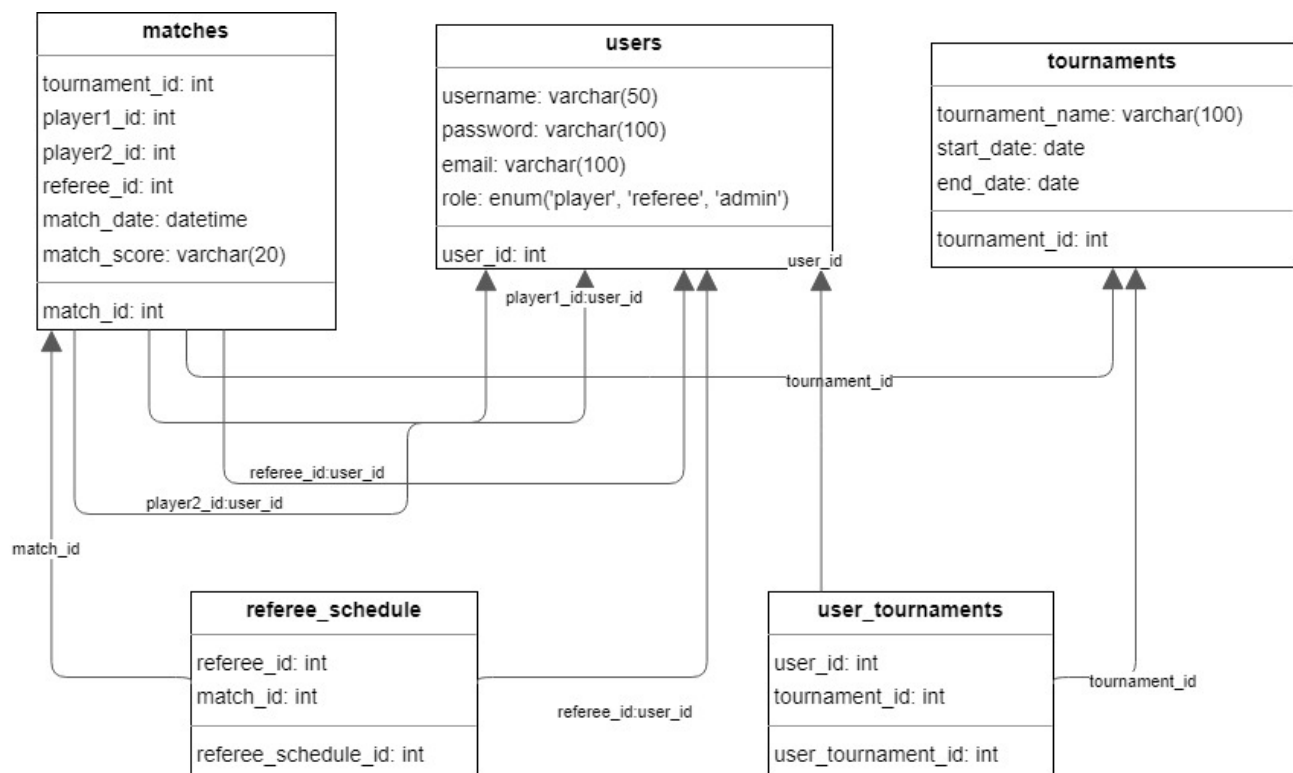 matches
tournament_id: int
player1_id: int
player2_id: int
referee_id: int
match_date: datetime
match_score: varchar(20)
match_id: int
users
username: varchar(50)
password: varchar(100)
email: varchar(100)
role: enum('player', 'referee', 'admin')
user_id: int
tournaments
tournament_name: varchar(100)
start_date: date
end_date: date
tournament_id: int
user_id
player1_id:user_id
tournament_id
referee_id:user_id
player2_id:user_id
match_id
referee_schedule
referee_id: int
match_id: int
referee_schedule_id: int
referee_id:user_id
user_tournaments
user_id: int
tournament_id: int
user_tournament_id: int
tournament_id